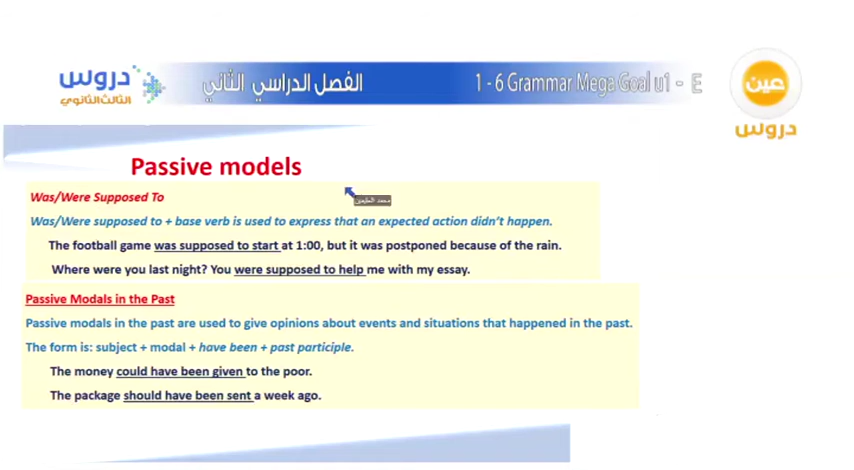 دروس
الثالث الثانوي
الفصل الدراسي الثاني
1 - 6 Grammar Mega Goal u1 - E
عين
دروس
Passive models
Was/Were Supposed To
Was/Were supposed to + base verb is used to express that an expected action didn't happen.
The football game was supposed to start at 1:00, but it was postponed because of the rain.
Where were you last night? You were supposed to help me with my essay.
Passive Modals in the Past
Passive modals in the past are used to give opinions about events and situations that happened in the past.
The form is: subject + modal + have been + past participle.
The money could have been given to the poor.
The package should have been sent a week ago.